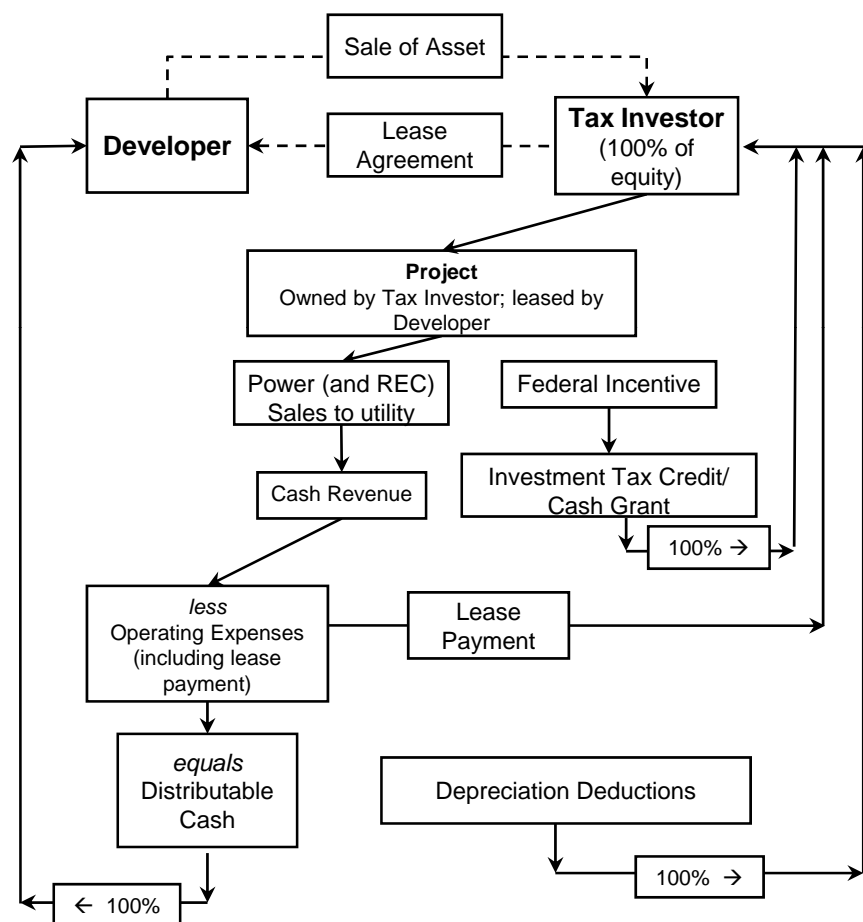 Sale of Asset
Developer
Lease
Agreement
Tax Investor
(100% of
equity)
Project
Owned by Tax Investor; leased by
Developer
Power (and REC)
Sales to utility
Federal Incentive
Cash Revenue
Investment Tax Credit/
Cash Grant
100% →
less
Operating Expenses
(including lease
payment)
Lease
Payment
equals
Distributable
Cash
Depreciation Deductions
← 100%
100% →